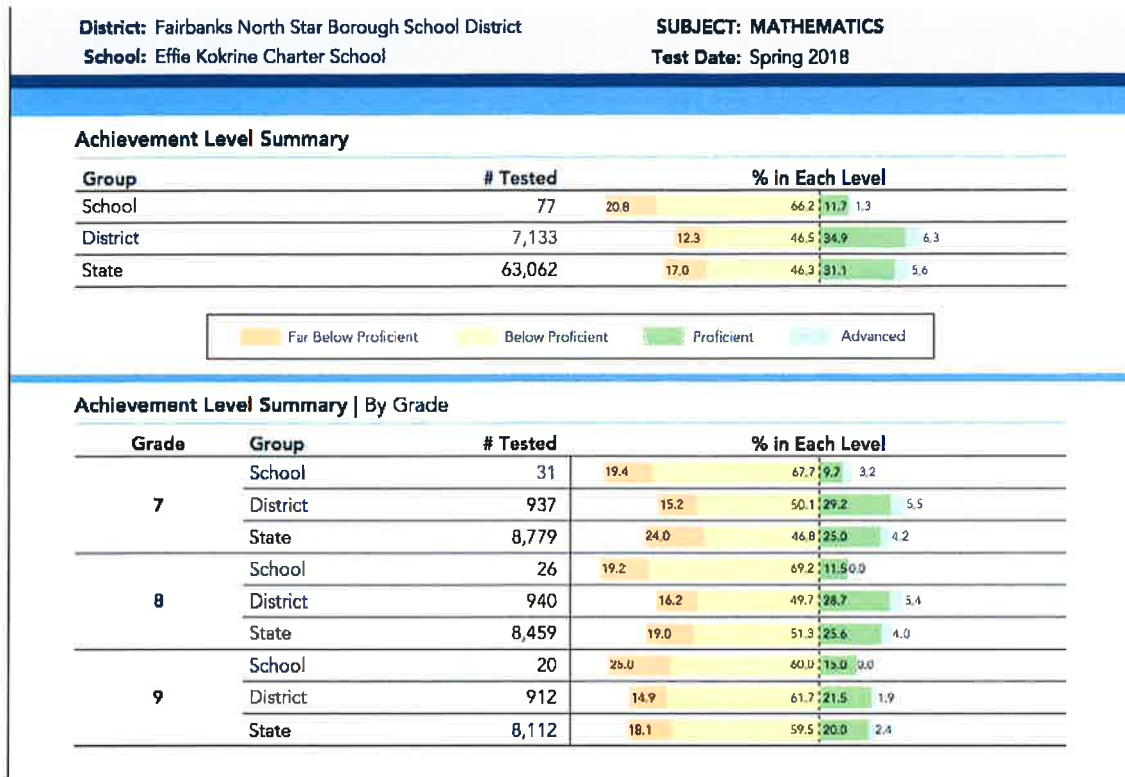 District: Fairbanks North Star Borough School District SUBJECT: MATHEMATICS
School: Effie Kokrine Charter School Test Date: Spring 2018
Achievement Level Summary
Group # Tested % in Each Level
School 77 20.8 66.2 11.7 1.3
District 7,133 12.3 46.5 34.9 6.3
State 63,062 17.0 46.3 31.1 5.6
Far Below Proficient Below Proficient Proficient Advanced
Achievement Level Summary | By Grade
Grade Group # Tested % in Each Level
School 31 19.4 67.7 9.7 3.2
7 District 937 15.2 50.1 29.2 5.5
State 8,779 24.0 46.8 25.0 4.2
School 26 19.2 69.2 11.5 0.0
8 District 940 16.2 49.7 28.7 5.4
State 8,459 19.0 51.3 25.6 4.0
School 20 25.0 60.0 15.0 0.0
9 District 912 14.9 61.7 21.5 1.9
State 8,112 18.1 59.5 20.0 2.4